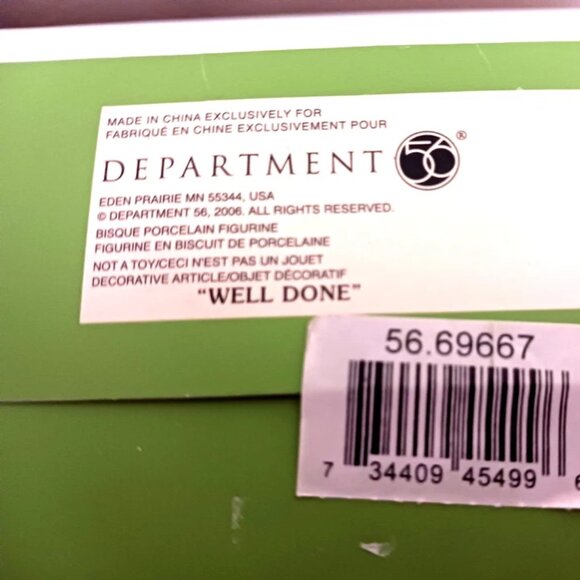 MADE IN CHINA EXCLUSIVELY FOR
FABRIQUÉ EN CHINE EXCLUSIVEMENT POUR
DEPARTMENT 56®
EDEN PRAIRIE MN 55344, USA
© DEPARTMENT 56, 2006. ALL RIGHTS RESERVED.
BISQUE PORCELAIN FIGURINE
FIGURINE EN BISCUIT DE PORCELAINE
NOT A TOY/CECI N'EST PAS UN JOUET
DECORATIVE ARTICLE/OBJET DÉCORATIF
"WELL DONE"
56.69667
7 34409 45499 6